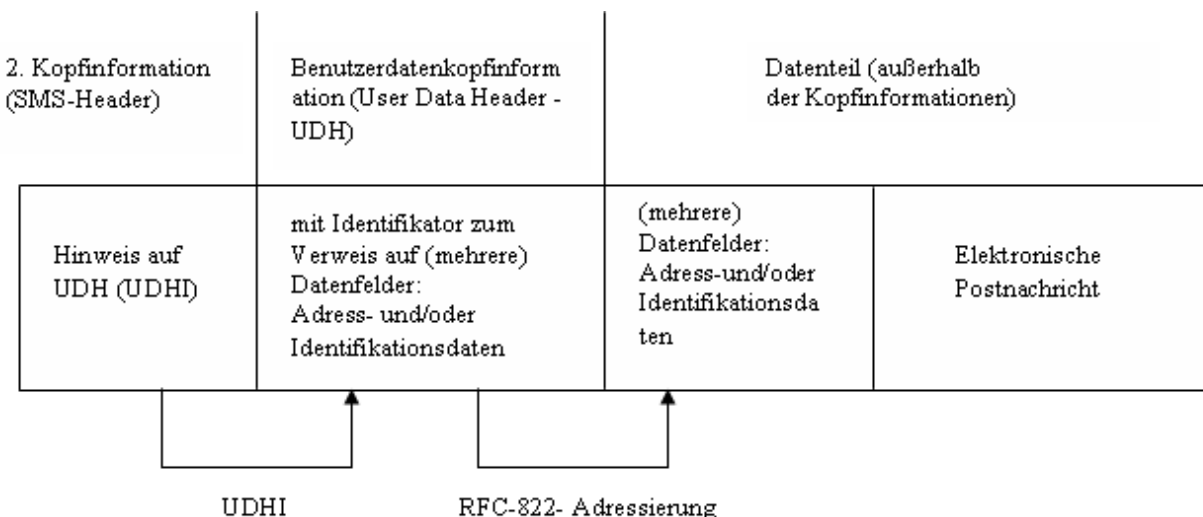 2. Kopfinformation
(SMS-Header)
Benutzerdatenkopfinform
ation (User Data Header -
UDH)
Datenteil (außerhalb
der Kopfinformationen)
Hinweis auf
UDH (UDHI)
mit Identifikator zum
Verweis auf (mehrere)
Datenfelder:
Adress- und/oder
Identifikationsdaten
(mehrere)
Datenfelder:
Adress-und/oder
Identifikationsda
ten
Elektronische
Postnachricht
UDHI
RFC-822- Adressierung